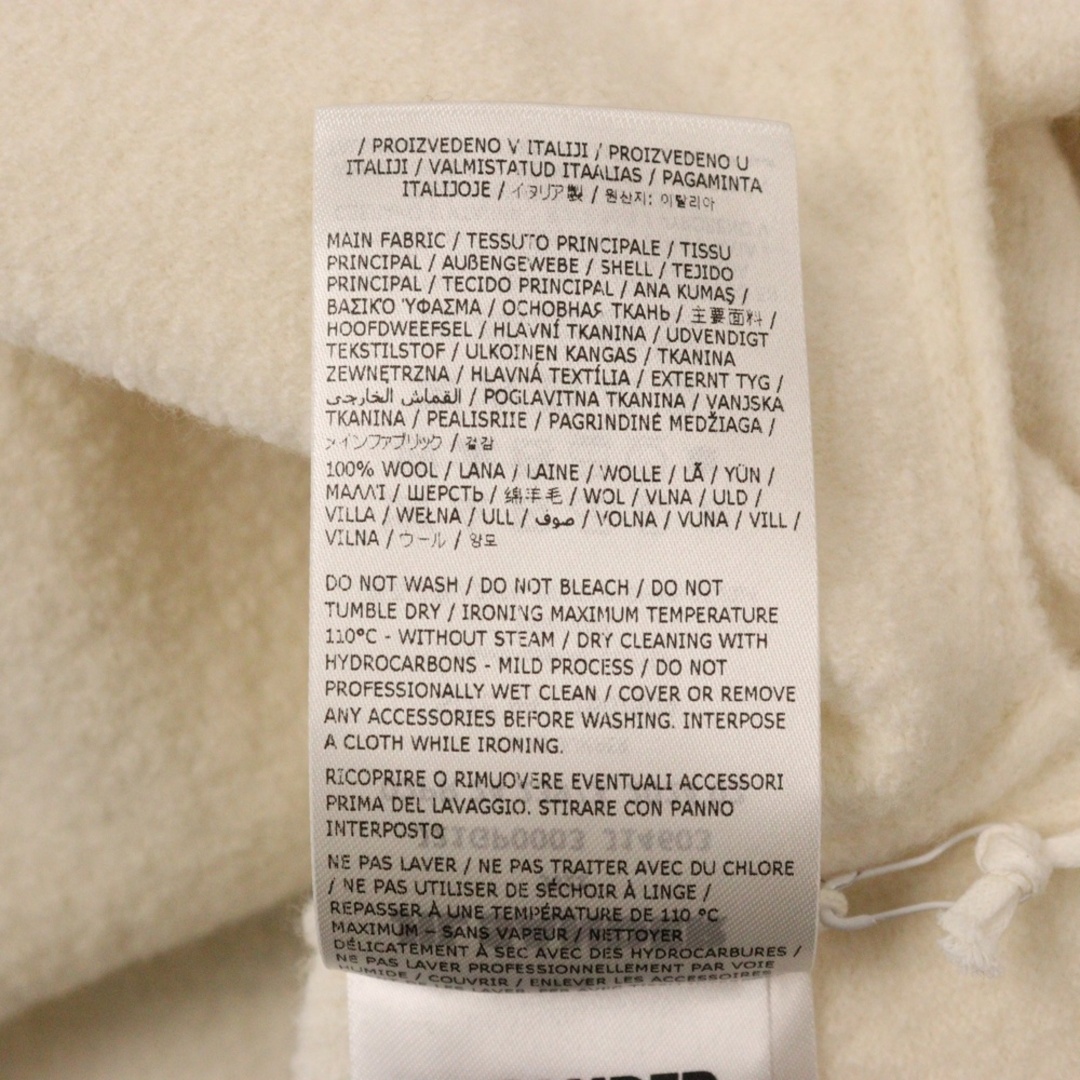 / PROIZVEDENO V ITALIJI / PROIZVEDENO U
ITALIJI / VALMISTATUD ITAALIAS / PAGAMINTA
ITALIJOJE / イタリア製 / 원산지: 이탈리아
MAIN FABRIC / TESSUTO PRINCIPALE / TISSU
PRINCIPAL / AUßENGEWEBE / SHELL / TEJIDO
PRINCIPAL / TECIDO PRINCIPAL / ANA KUMAŞ /
ΒΑΣΙΚΌ ΎΦΑΣΜΑ / ОСНОВНАЯ ТКАНЬ / 主要面料 /
HOOFDWEEFSEL / HLAVNÍ TKANINA / UDVENDIGT
TEKSTILSTOF / ULKOINEN KANGAS / TKANINA
ZEWNĘTRZNA / HLAVNÁ TEXTÍLIA / EXTERNT TYG /
القماش الخارجي / POGLAVITNA TKANINA / VANJSKA
TKANINA / PEALISRIIE / PAGRINDINĖ MEDŽIAGA /
メインファブリック / 겉감
100% WOOL / LANA / LAINE / WOLLE / LÃ / YÜN /
ΜΑΛΛΊ / ШЕРСТЬ / 绵羊毛 / WOL / VLNA / ULD /
VILLA / WEŁNA / ULL / صوف / VOLNA / VUNA / VILL /
VILNA / ウール / 양모
DO NOT WASH / DO NOT BLEACH / DO NOT
TUMBLE DRY / IRONING MAXIMUM TEMPERATURE
110°C - WITHOUT STEAM / DRY CLEANING WITH
HYDROCARBONS - MILD PROCESS / DO NOT
PROFESSIONALLY WET CLEAN / COVER OR REMOVE
ANY ACCESSORIES BEFORE WASHING. INTERPOSE
A CLOTH WHILE IRONING.
RICOPRIRE O RIMUOVERE EVENTUALI ACCESSORI
PRIMA DEL LAVAGGIO. STIRARE CON PANNO
INTERPOSTO
NE PAS LAVER / NE PAS TRAITER AVEC DU CHLORE
/ NE PAS UTILISER DE SÉCHOIR À LINGE /
REPASSER À UNE TEMPÉRATURE DE 110 °C
MAXIMUM – SANS VAPEUR / NETTOYER
DÉLICATEMENT À SEC AVEC DES HYDROCARBURES /
NE PAS LAVER PROFESSIONNELLEMENT PAR VOIE
HUMIDE / COUVRIR / ENLEVER LES ACCESSOIRES